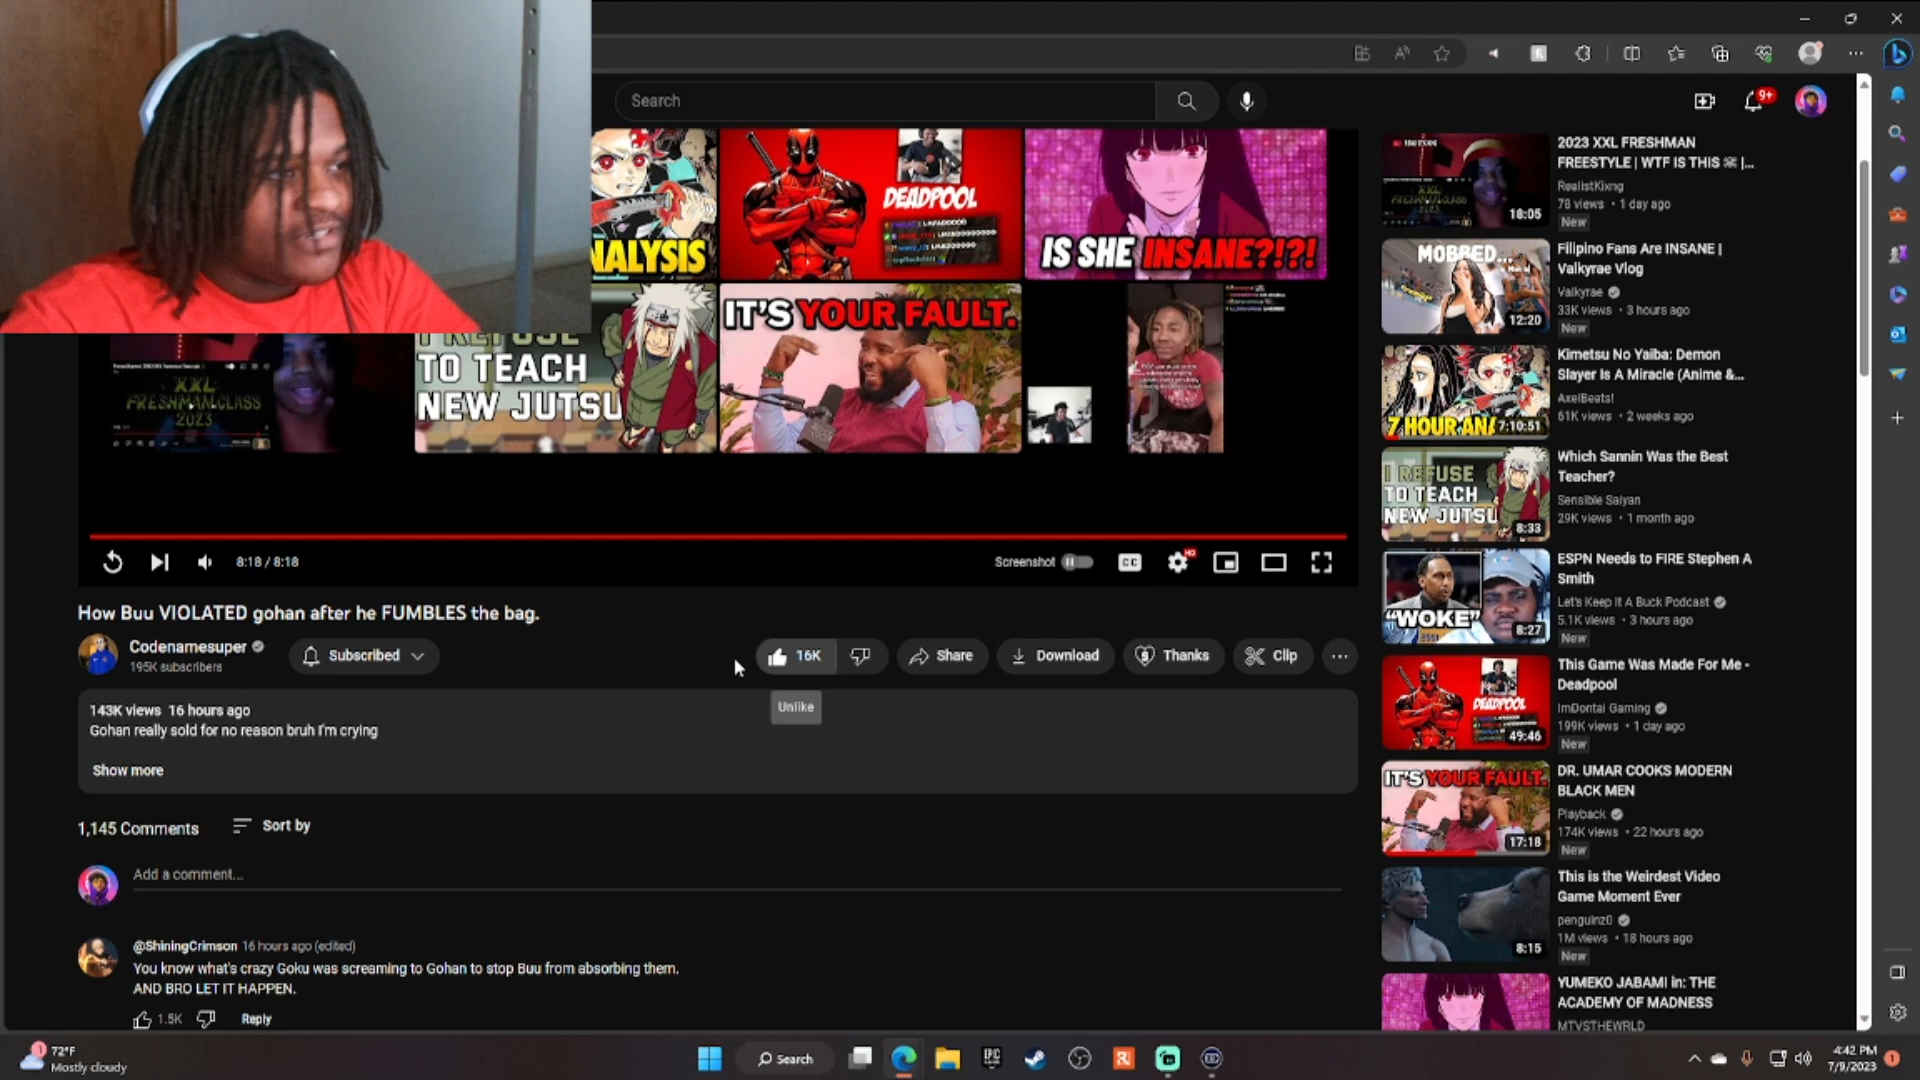 Search
9+
NALYSIS
DEADPOOL
IS SHE INSANE?!?!
XXL
FRESHMAN CLASS
2023
I REFUSE
TO TEACH
NEW JUTSU
IT'S YOUR FAULT.
8:18 / 8:18
Screenshot
CC
HD
How Buu VIOLATED gohan after he FUMBLES the bag.
Codenamesuper
195K subscribers
Subscribed
16K
Share
Download
Thanks
Clip
Unlike
143K views 16 hours ago
Gohan really sold for no reason bruh I'm crying
Show more
1,145 Comments
Sort by
Add a comment...
@ShiningCrimson 16 hours ago (edited)
You know what's crazy Goku was screaming to Gohan to stop Buu from absorbing them.
AND BRO LET IT HAPPEN.
1.5K
Reply
18:05
2023 XXL FRESHMAN
FREESTYLE | WTF IS THIS |...
RealistKixng
78 views • 1 day ago
New
MOBBED...
12:20
Filipino Fans Are INSANE |
Valkyrae Vlog
Valkyrae
33K views • 3 hours ago
New
7 HOUR AN
7:10:51
Kimetsu No Yaiba: Demon
Slayer Is A Miracle (Anime &...
AxelBeats!
61K views • 2 weeks ago
I REFUSE
TO TEACH
NEW JUTSU
8:33
Which Sannin Was the Best
Teacher?
Sensible Saiyan
29K views • 1 month ago
"WOKE"
8:27
ESPN Needs to FIRE Stephen A
Smith
Let's Keep It A Buck Podcast
5.1K views • 3 hours ago
New
DEADPOOL
49:46
This Game Was Made For Me -
Deadpool
ImDontai Gaming
199K views • 1 day ago
New
IT'S YOUR FAULT.
17:18
DR. UMAR COOKS MODERN
BLACK MEN
Playback
174K views • 22 hours ago
New
8:15
This is the Weirdest Video
Game Moment Ever
penguinz0
1M views • 18 hours ago
New
YUMEKO JABAMI in: THE
ACADEMY OF MADNESS
MTVSTHEWRLD
1
72°F
Mostly cloudy
Search
EPIC
4:42 PM
7/9/2023
1